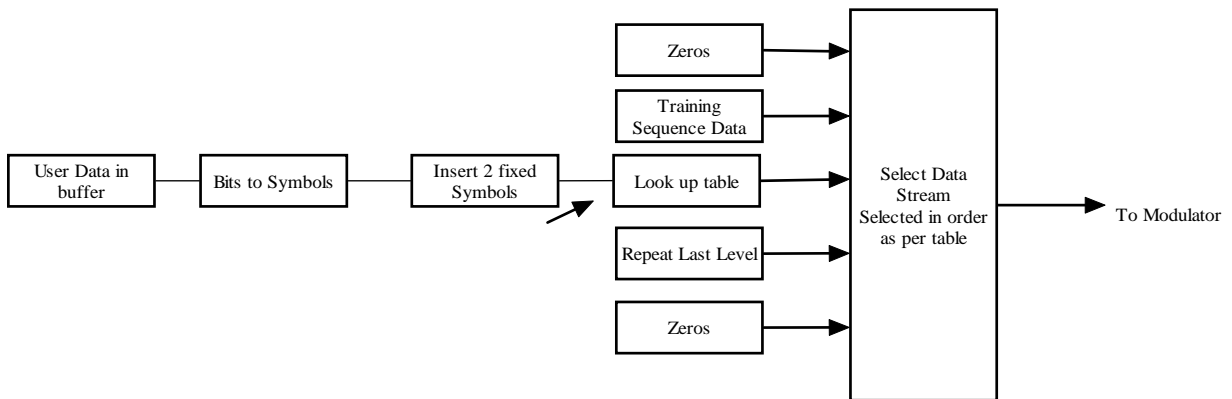 Zeros
Training
Sequence Data
User Data in
buffer
Bits to Symbols
Insert 2 fixed
Symbols
Look up table
Repeat Last Level
Zeros
Select Data
Stream
Selected in order
as per table
To Modulator